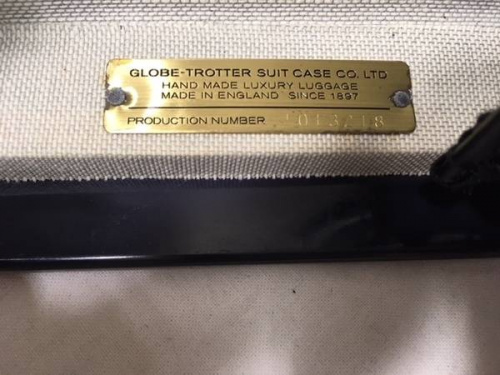 GLOBE-TROTTER SUIT CASE CO. LTD
HAND MADE LUXURY LUGGAGE
MADE IN ENGLAND SINCE 1897
PRODUCTION NUMBER